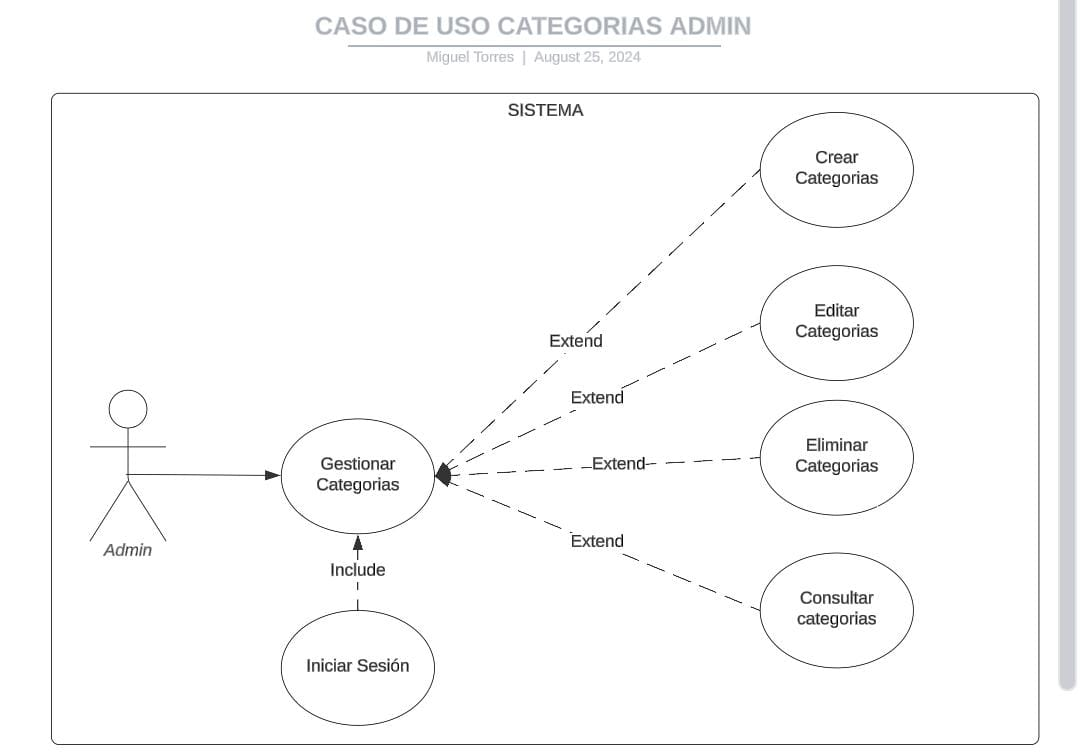 CASO DE USO CATEGORIAS ADMIN
Miguel Torres | August 25, 2024
SISTEMA
Crear
Categorias
Editar
Categorias
Extend
Extend
Eliminar
Categorias
Extend
Gestionar
Categorias
Admin
Extend
Include
Consultar
categorias
Iniciar Sesión